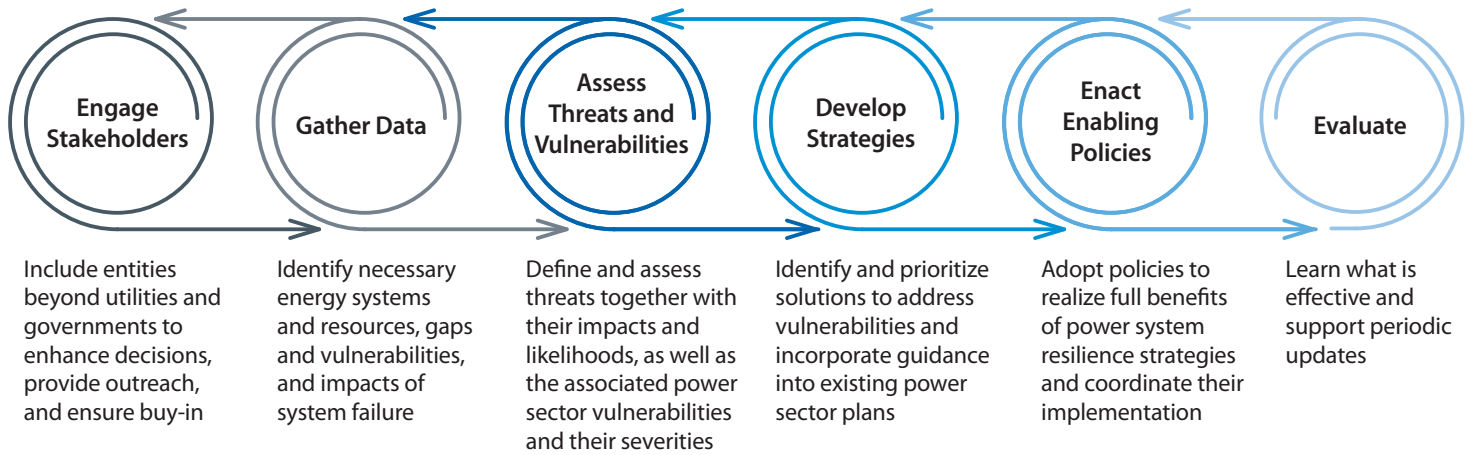 Engage
Stakeholders
Gather Data
Assess
Threats and
Vulnerabilities
Develop
Strategies
Enact
Enabling
Policies
Evaluate
Include entities
beyond utilities and
governments to
enhance decisions,
provide outreach,
and ensure buy-in
Identify necessary
energy systems
and resources, gaps
and vulnerabilities,
and impacts of
system failure
Define and assess
threats together with
their impacts and
likelihoods, as well as
the associated power
sector vulnerabilities
and their severities
Identify and prioritize
solutions to address
vulnerabilities and
incorporate guidance
into existing power
sector plans
Adopt policies to
realize full benefits
of power system
resilience strategies
and coordinate their
implementation
Learn what is
effective and
support periodic
updates